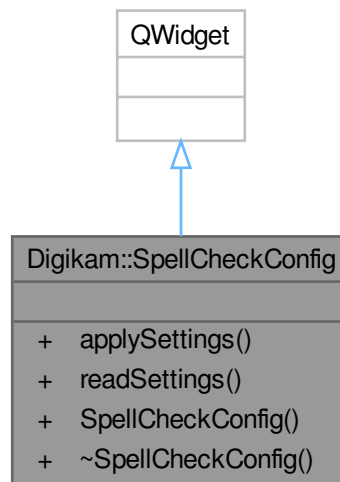 QWidget
Digikam::SpellCheckConfig
+ applySettings()
+ readSettings()
+ SpellCheckConfig()
+ ~SpellCheckConfig()